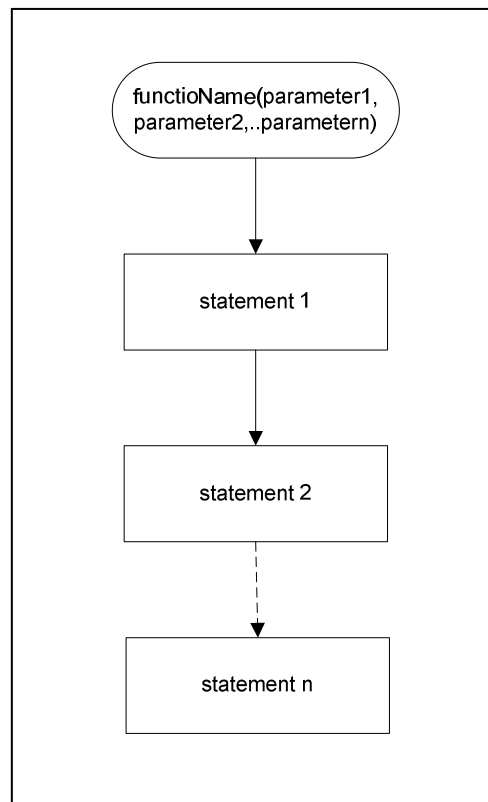 functioName(parameter1,
parameter2,..parametern)
statement 1
statement 2
statement n